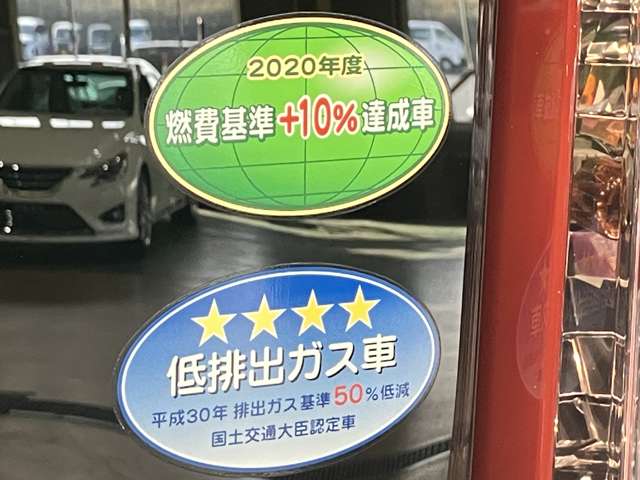 2020年度
燃費基準+10%達成車
低排出ガス車
平成30年 排出ガス基準50%低減
国土交通大臣認定車